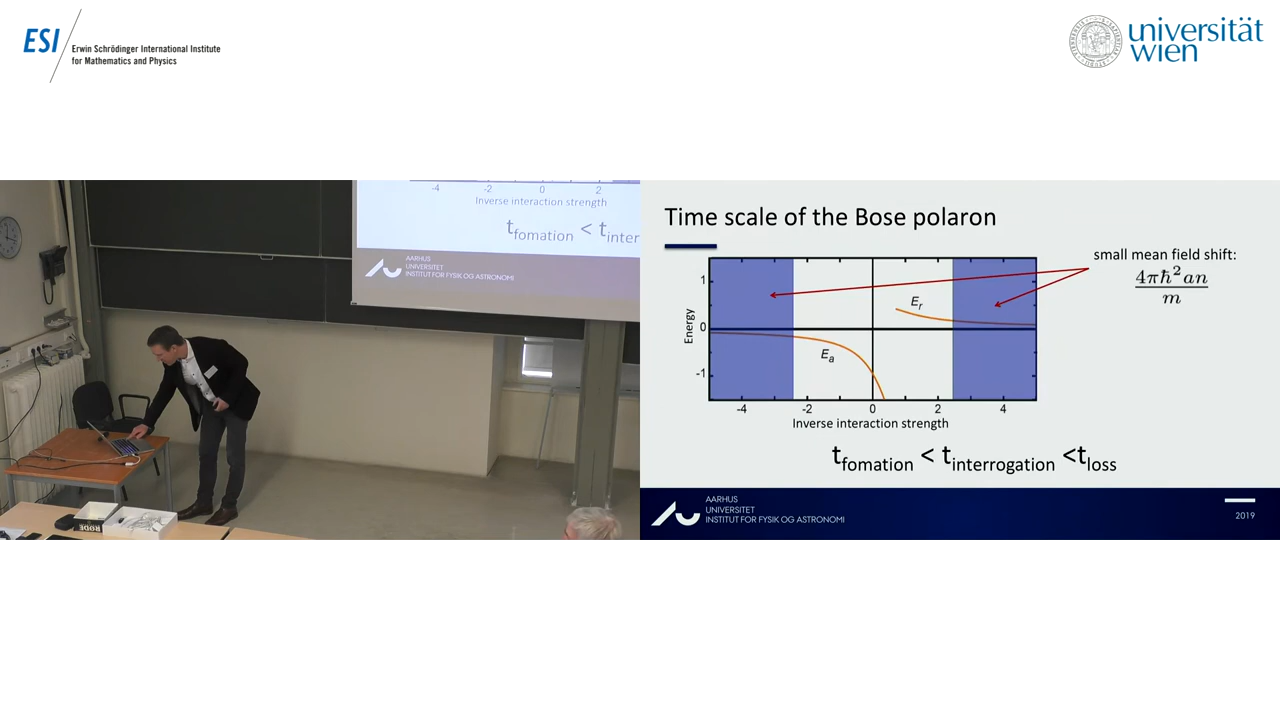 ESI
Erwin Schrödinger International Institute
for Mathematics and Physics
universität
wien
-4 -2 0 2
Inverse interaction strength
t_fomation < t_inter
AARHUS
UNIVERSITET
INSTITUT FOR FYSIK OG ASTRONOMI
RØDE
Time scale of the Bose polaron
small mean field shift:
4πħ²an
m
Energy
1
0
-1
E_r
E_a
-4 -2 0 2 4
Inverse interaction strength
t_fomation < t_interrogation <t_loss
AARHUS
UNIVERSITET
INSTITUT FOR FYSIK OG ASTRONOMI
2019